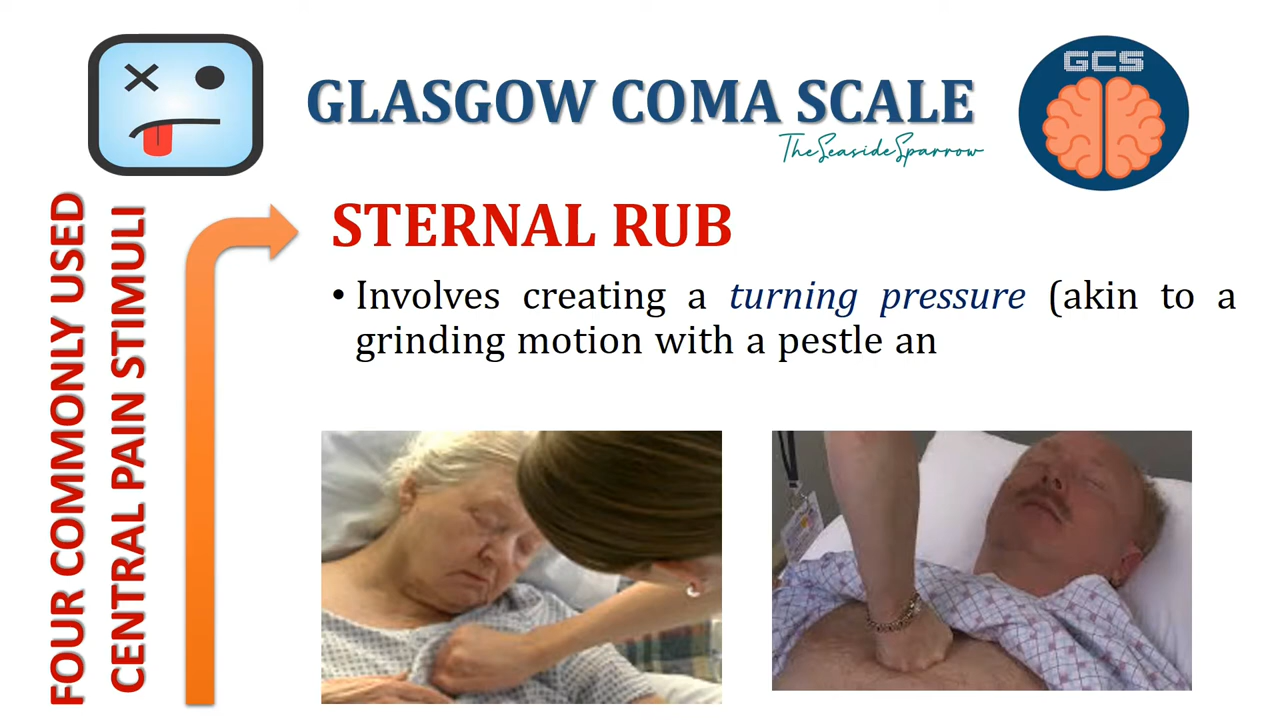 GCS
GLASGOW COMA SCALE
TheSeasideSparrow
FOUR COMMONLY USED
CENTRAL PAIN STIMULI
STERNAL RUB
• Involves creating a turning pressure (akin to a
grinding motion with a pestle an